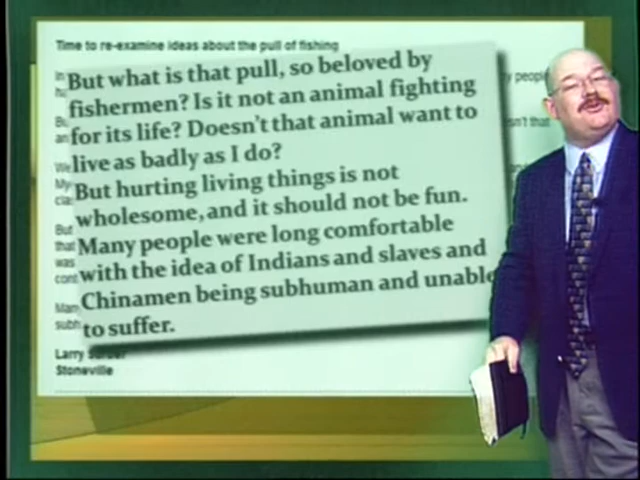 Time to re-examine ideas about the pull of fishing
But what is that pull, so beloved by
fishermen? Is it not an animal fighting
for its life? Doesn't that animal want to
live as badly as I do?
But hurting living things is not
wholesome, and it should not be fun.
Many people were long comfortable
with the idea of Indians and slaves and
Chinamen being subhuman and unable
to suffer.
Larry
Stoneville